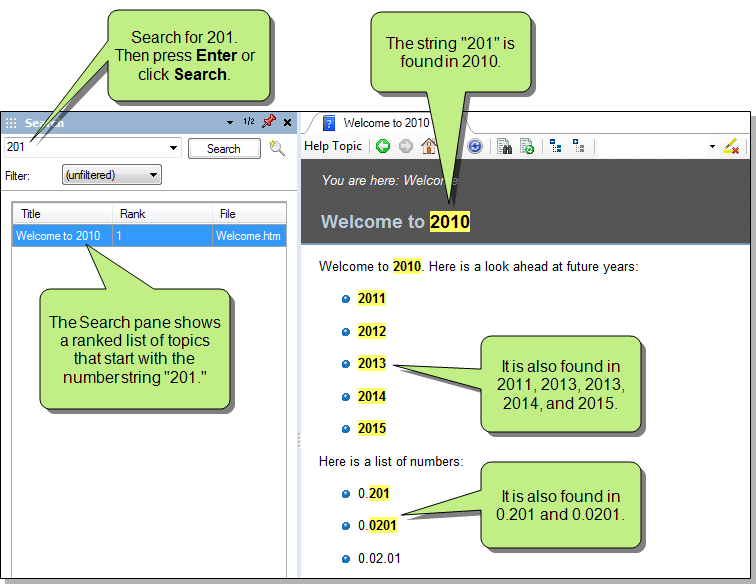 Search for 201.
Then press Enter or
click Search.
The string "201" is
found in 2010.
Search
1/2
Welcome to 2010
201
Search
Help Topic
Filter:
(unfiltered)
You are here: Welcome
Title Rank File
Welcome to 2010
Welcome to 2010 1 Welcome.htm
Welcome to 2010. Here is a look ahead at future years:
2011
2012
2013
2014
2015
The Search pane shows
a ranked list of topics
that start with the
number string "201."
It is also found in
2011, 2013, 2013,
2014, and 2015.
Here is a list of numbers:
0.201
0.0201
0.02.01
It is also found in
0.201 and 0.0201.